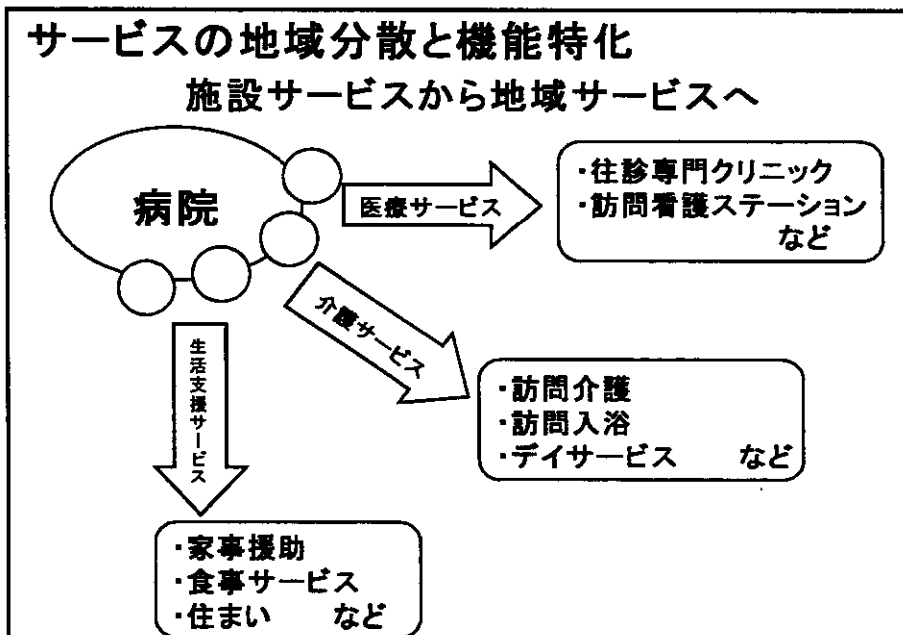 サービスの地域分散と機能特化
施設サービスから地域サービスへ
病院
医療サービス
・往診専門クリニック
・訪問看護ステーション
など
介護サービス
・訪問介護
・訪問入浴
・デイサービス など
生活支援サービス
・家事援助
・食事サービス
・住まい など